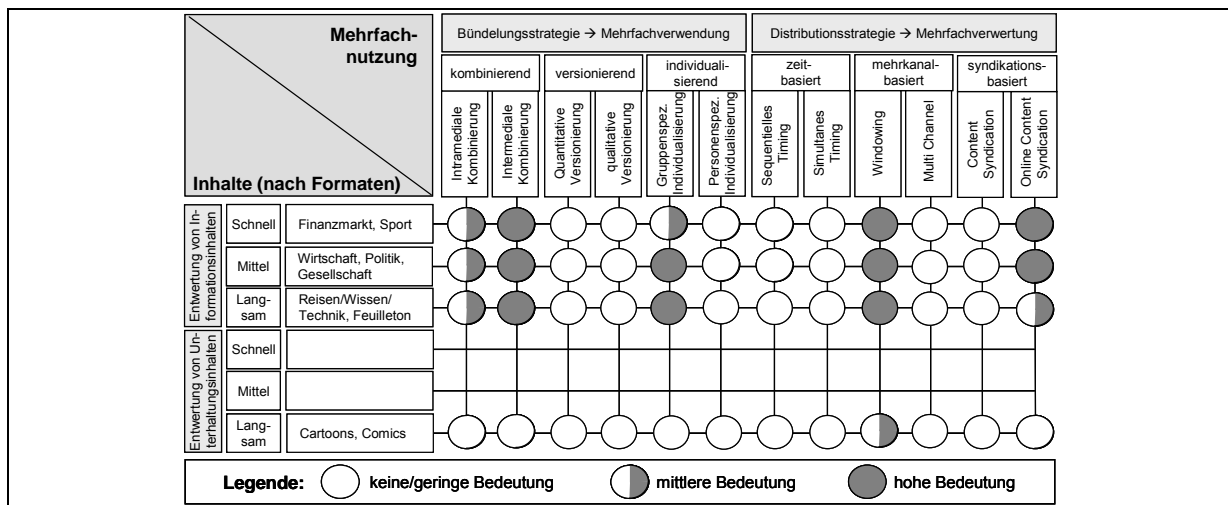 Mehrfach-
nutzung
Inhalte (nach Formaten)
Bündelungsstrategie → Mehrfachverwendung
Distributionsstrategie → Mehrfachverwertung
kombinierend
versionierend
individuali-
sierend
zeit-
basiert
mehrkanal-
basiert
syndikations-
basiert
Intramediale
Kombinierung
Intermediale
Kombinierung
Quantitative
Versionierung
qualitative
Versionierung
Gruppenspez.
Individualisierung
Personenspez.
Individualisierung
Sequentielles
Timing
Simultanes
Timing
Windowing
Multi Channel
Content
Syndication
Online Content
Syndication
Entwertung von In-
formationsinhalten
Schnell
Finanzmarkt, Sport
Mittel
Wirtschaft, Politik,
Gesellschaft
Lang-
sam
Reisen/Wissen/
Technik, Feuilleton
Entwertung von Un-
terhaltungsinhalten
Schnell
Mittel
Lang-
sam
Cartoons, Comics
Legende:
keine/geringe Bedeutung
mittlere Bedeutung
hohe Bedeutung